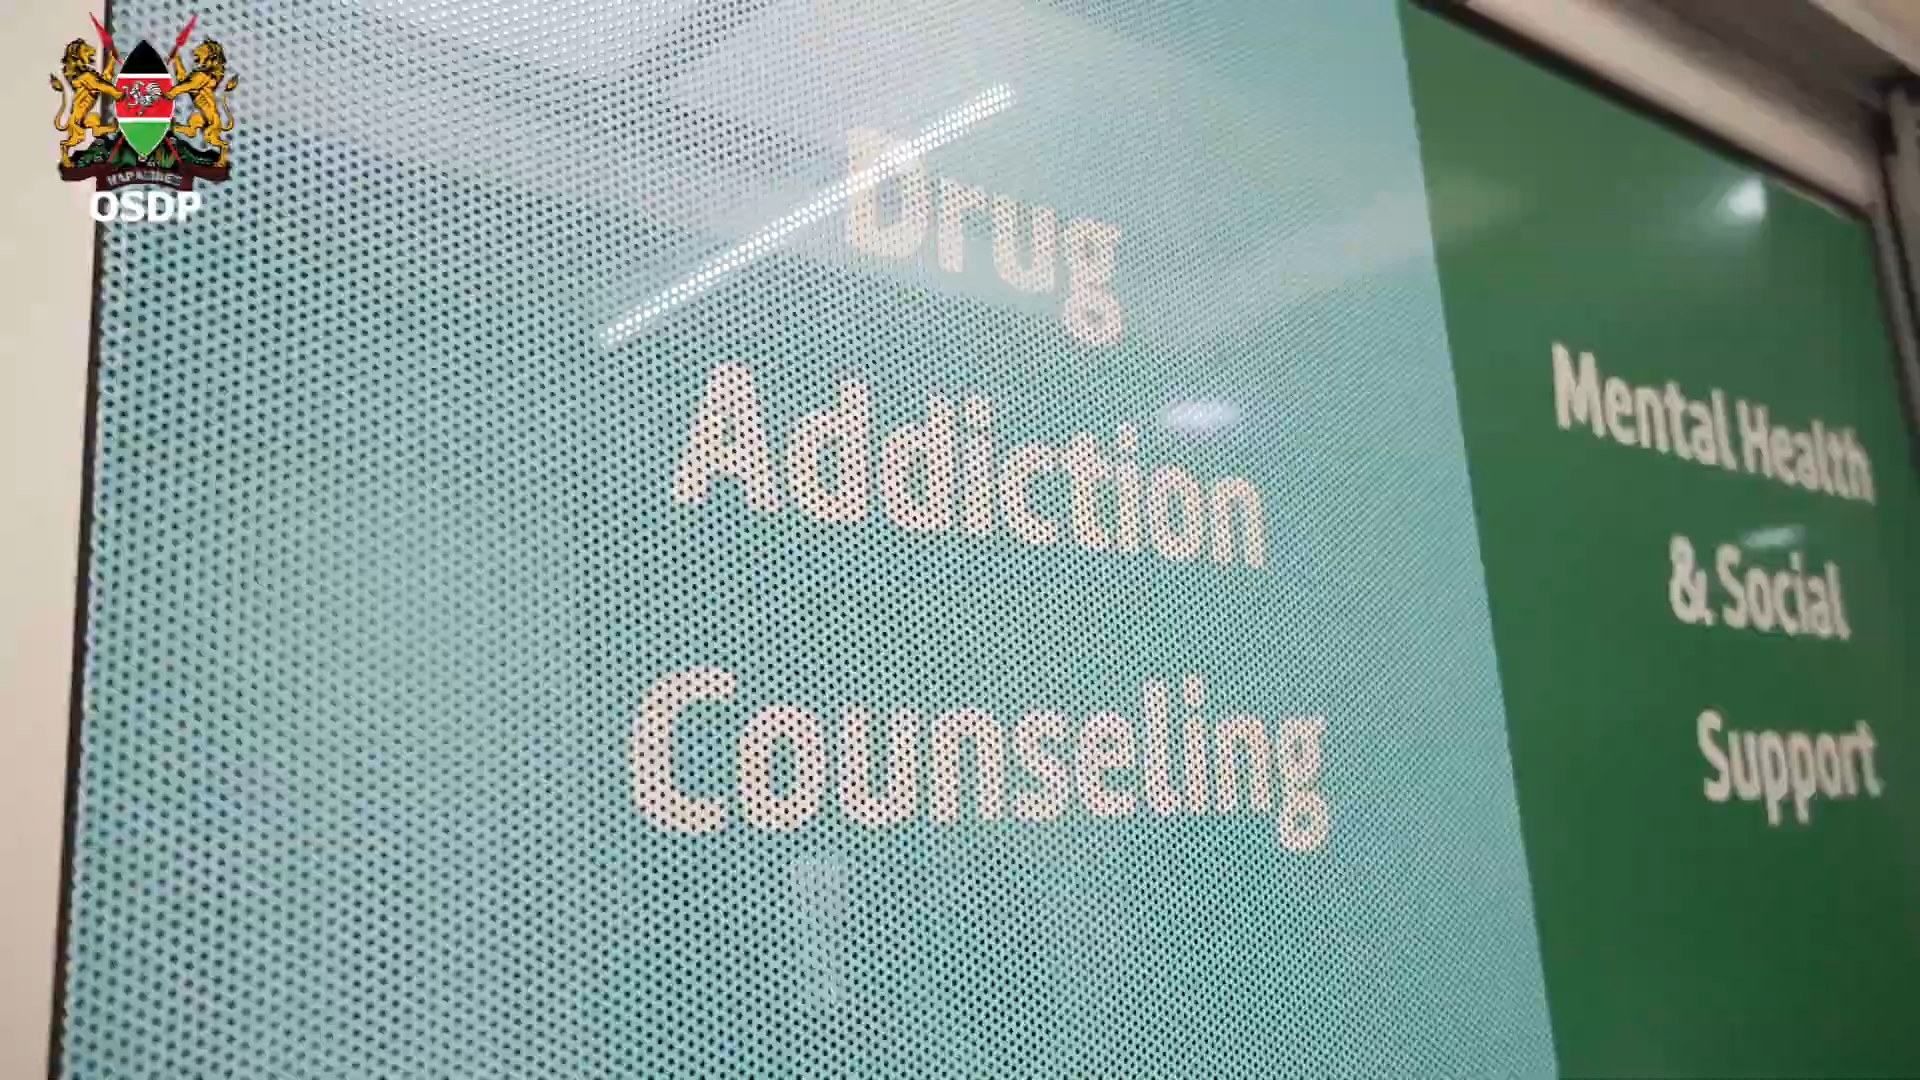 OSDP
Drug
Addiction
Counseling
Mental Health
& Social
Support